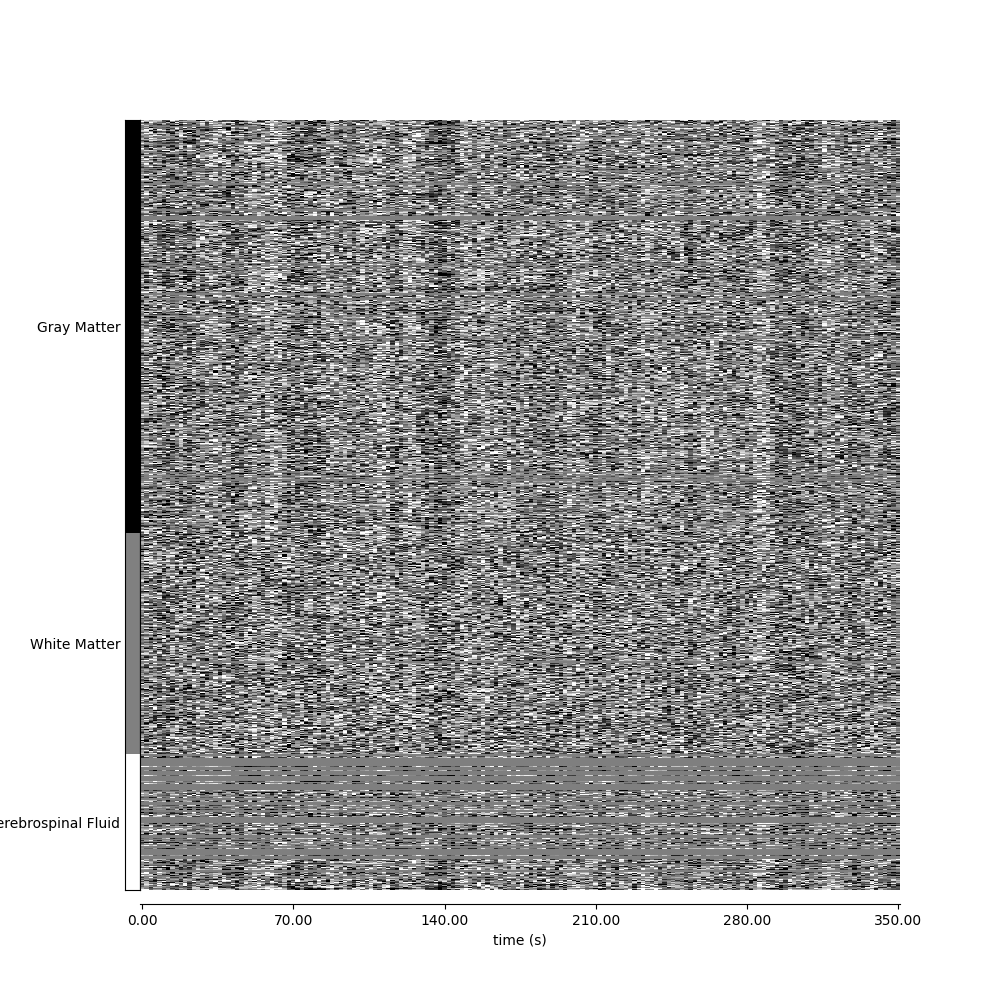 Gray Matter
White Matter
erebrospinal Fluid
0.00 70.00 140.00 210.00 280.00 350.00
time (s)